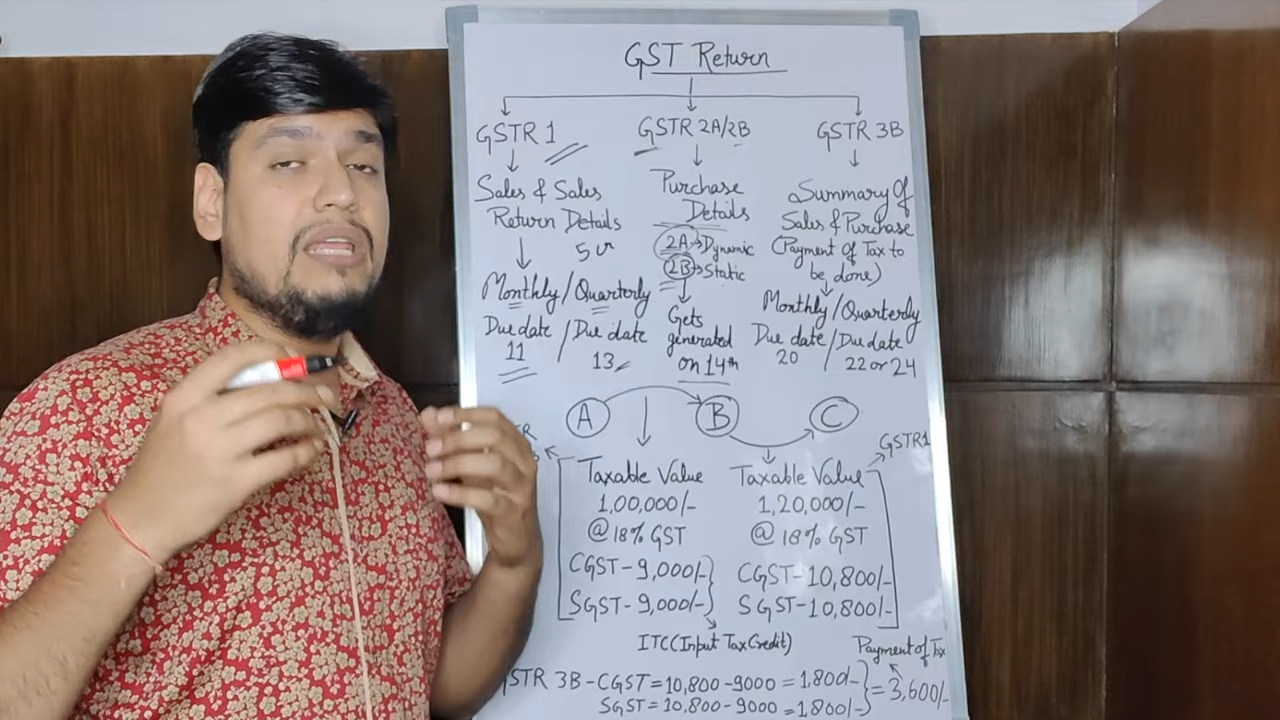 GST Return
GSTR 1
Sales & Sales
Return Details
5 cr
Monthly/Quarterly
Due date / Due date
11 13
GSTR 2A/2B
Purchase
Details
2A → Dynamic
2B → Static
Gets
generated
on 14th
GSTR 3B
Summary of
Sales & Purchase
(Payment of Tax to
be done)
Monthly/Quarterly
Due date / Due date
20 22 or 24
A B C
Taxable Value
1,00,000/-
@ 18% GST
CGST - 9,000/-
SGST - 9,000/-
ITC (Input Tax Credit)
GSTR1
Taxable Value
1,20,000/-
@ 18% GST
CGST - 10,800/-
SGST - 10,800/-
Payment of Tax
GSTR 3B - CGST = 10,800 - 9000 = 1,800/-
SGST = 10,800 - 9000 = 1,800/-
= 3,600/-